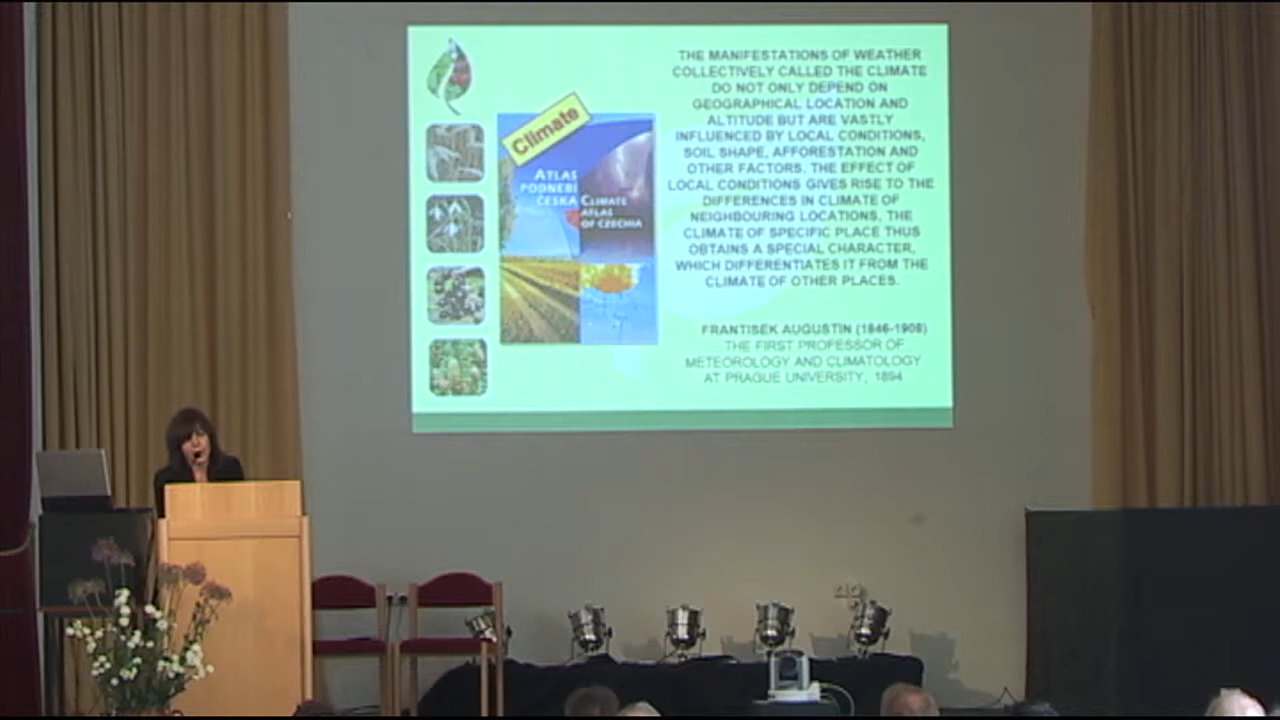 Climate
ATLAS
PODNEBÍ
ČESKA
CLIMATE
ATLAS
OF CZECHIA
THE MANIFESTATIONS OF WEATHER
COLLECTIVELY CALLED THE CLIMATE
DO NOT ONLY DEPEND ON
GEOGRAPHICAL LOCATION AND
ALTITUDE BUT ARE VASTLY
INFLUENCED BY LOCAL CONDITIONS,
SOIL SHAPE, AFFORESTATION AND
OTHER FACTORS. THE EFFECT OF
LOCAL CONDITIONS GIVES RISE TO THE
DIFFERENCES IN CLIMATE OF
NEIGHBOURING LOCATIONS, THE
CLIMATE OF SPECIFIC PLACE THUS
OBTAINS A SPECIAL CHARACTER,
WHICH DIFFERENTIATES IT FROM THE
CLIMATE OF OTHER PLACES.
FRANTISEK AUGUSTIN (1846-1908)
THE FIRST PROFESSOR OF
METEOROLOGY AND CLIMATOLOGY
AT PRAGUE UNIVERSITY, 1894